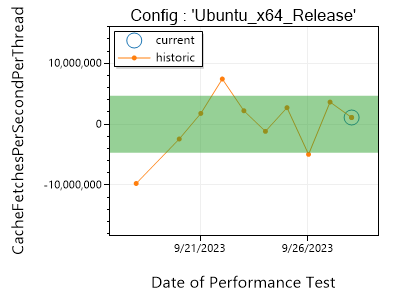 Config : 'Ubuntu_x64_Release'
CacheFetchesPerSecondPerThread
current
historic
10,000,000
0
-10,000,000
9/21/2023
9/26/2023
Date of Performance Test